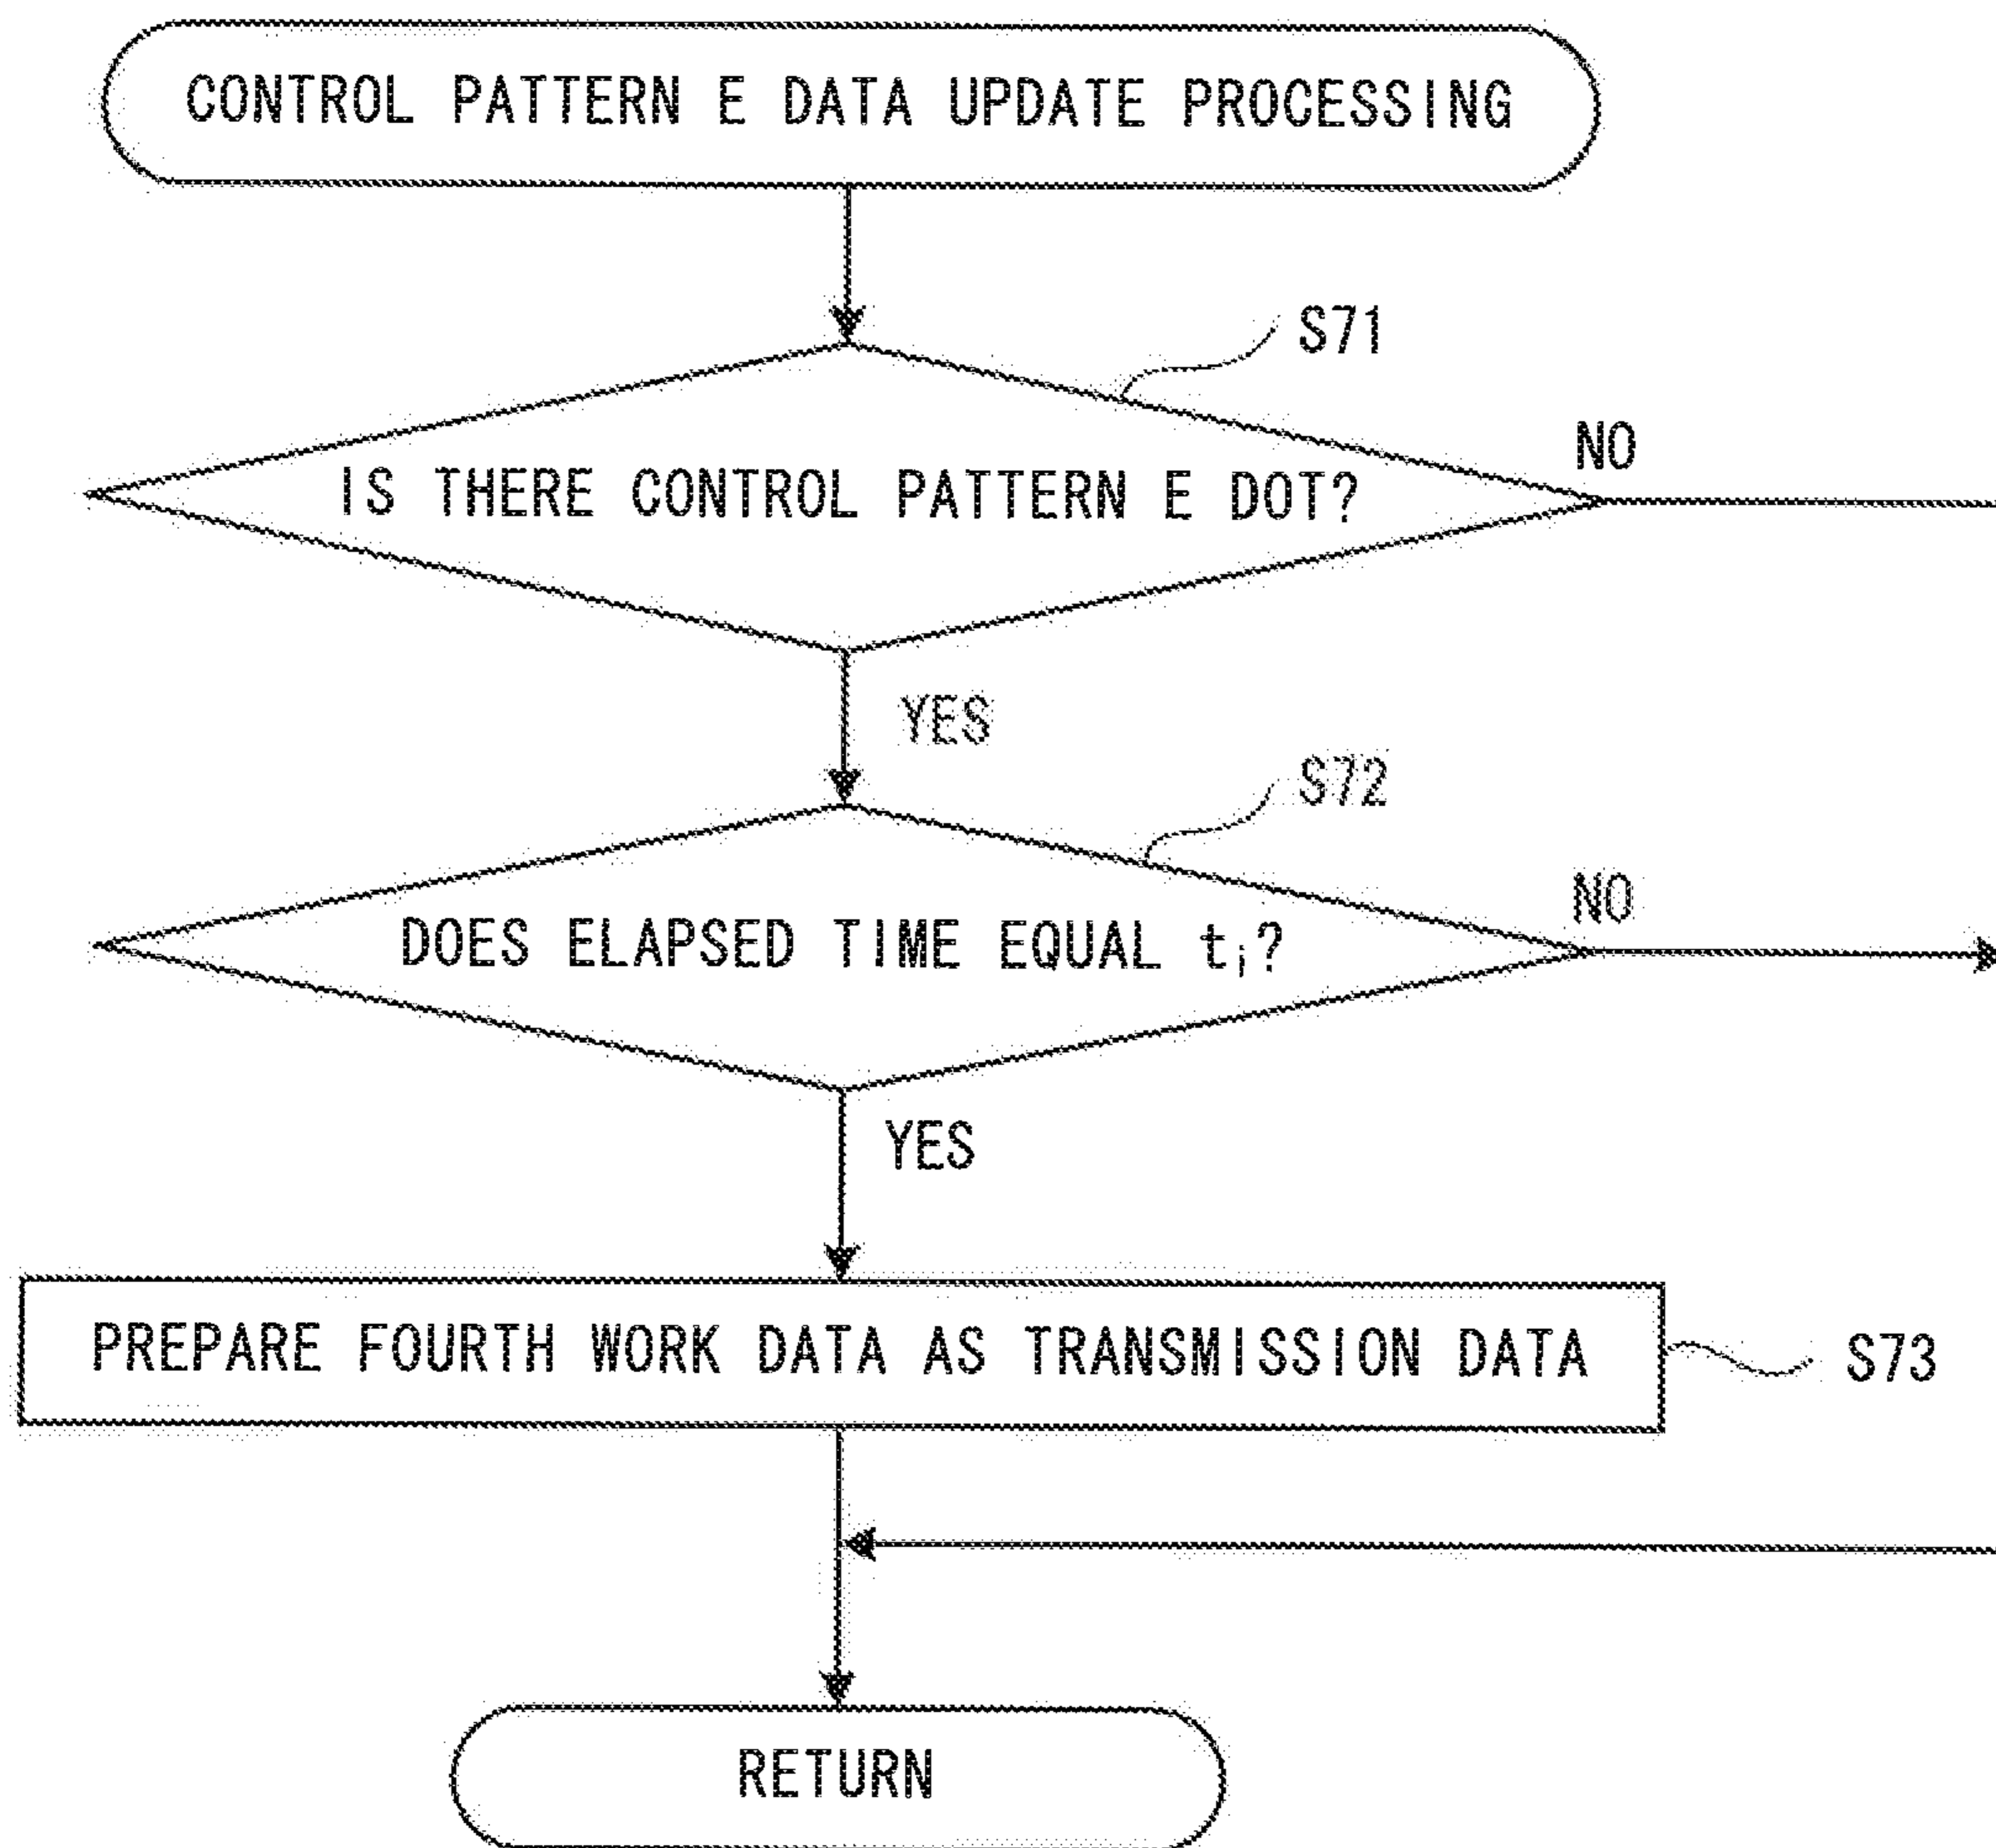 CONTROL PATTERN E DATA UPDATE PROCESSING
S71
IS THERE CONTROL PATTERN E DOT?
NO
YES
S72
DOES ELAPSED TIME EQUAL tᵢ?
NO
YES
PREPARE FOURTH WORK DATA AS TRANSMISSION DATA
S73
RETURN